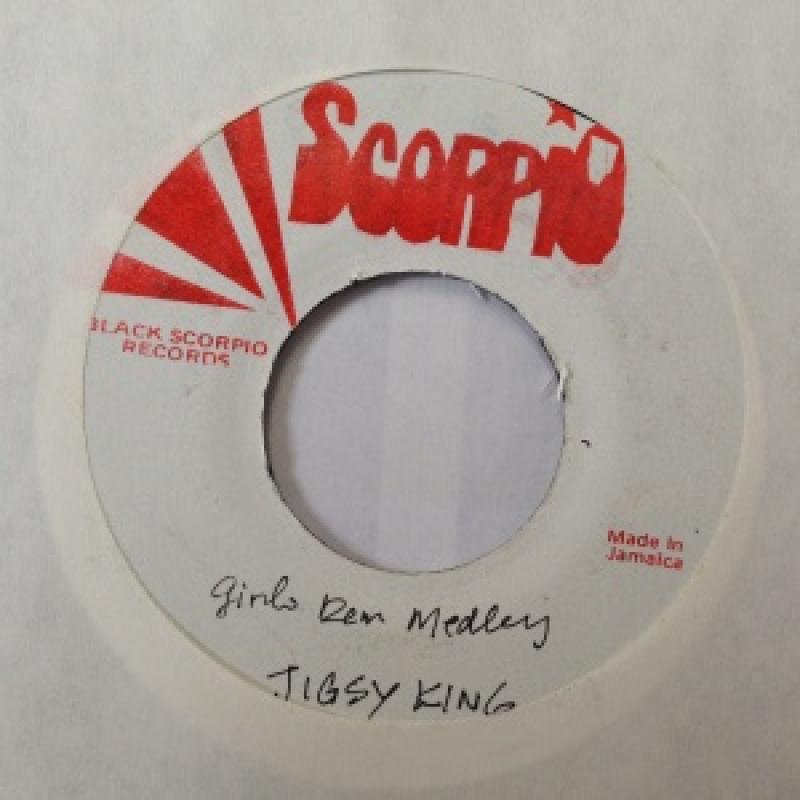 SCORPIO
BLACK SCORPIO
RECORDS
Made In
Jamaica
Girls Dem Medley
JIGSY KING